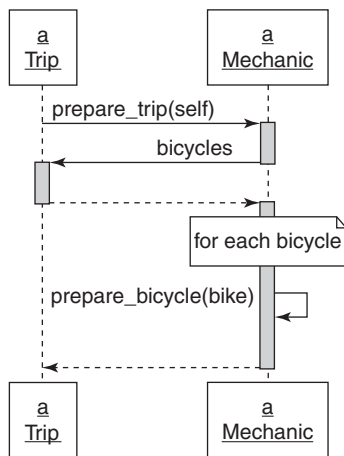 a
Trip
a
Mechanic
prepare_trip(self)
bicycles
for each bicycle
prepare_bicycle(bike)
a
Trip
a
Mechanic